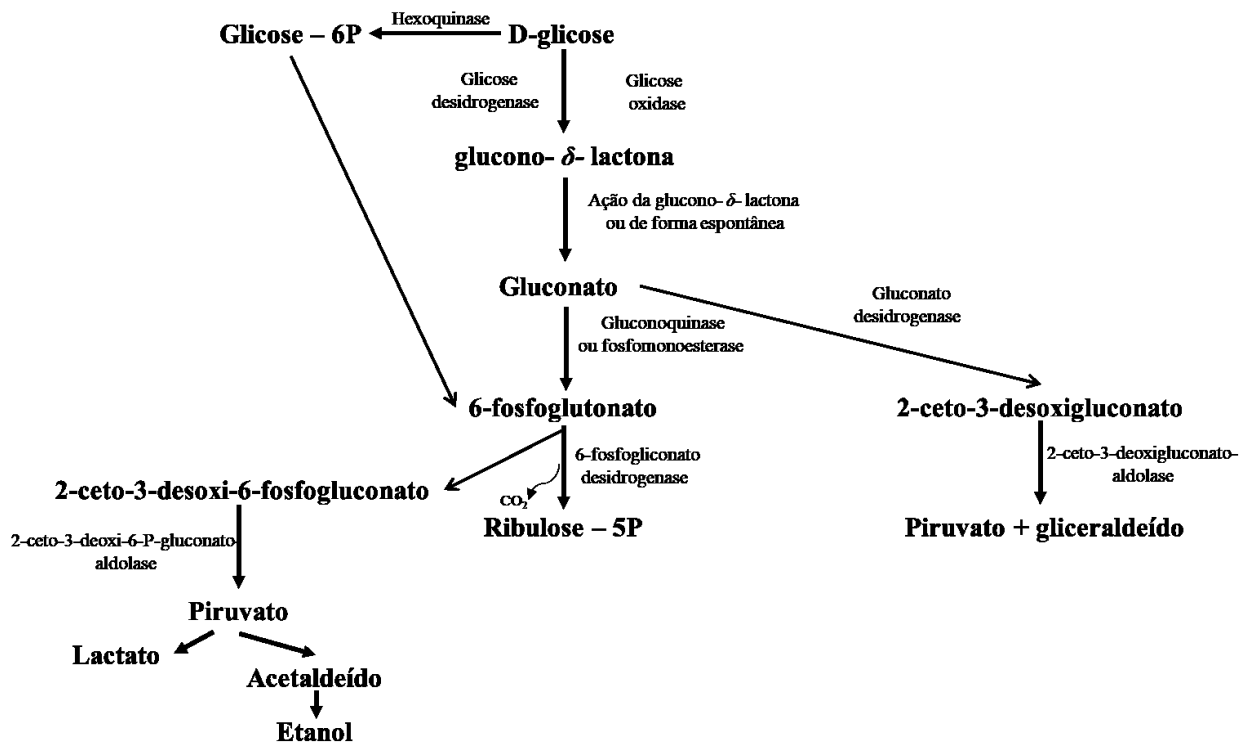 Hexoquinase
Glicose – 6P
D-glicose
Glicose
desidrogenase
Glicose
oxidase
glucono- δ- lactona
Ação da glucono- δ- lactona
ou de forma espontânea
Gluconato
Gluconato
desidrogenase
Gluconoquinase
ou fosfomonoesterase
6-fosfoglutonato
2-ceto-3-desoxigluconato
6-fosfogliconato
desidrogenase
2-ceto-3-deoxigluconato-
aldolase
2-ceto-3-desoxi-6-fosfogluconato
CO2
Ribulose – 5P
Piruvato + gliceraldeído
2-ceto-3-deoxi-6-P-gluconato
aldolase
Piruvato
Lactato
Acetaldeído
Etanol